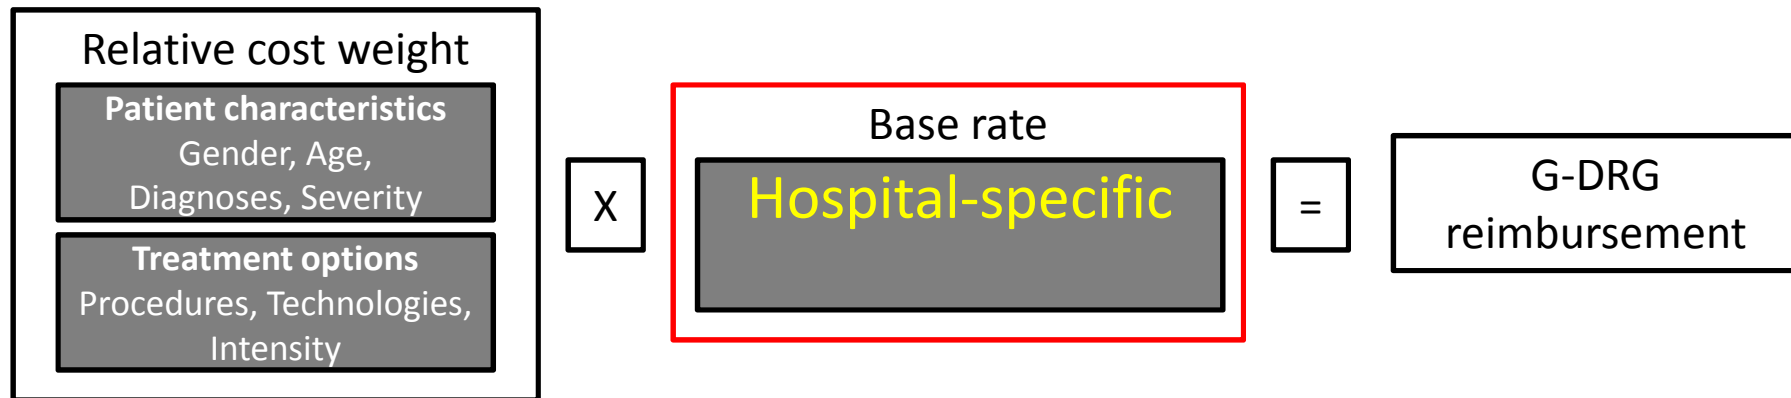 Relative cost weight
Patient characteristics
Gender, Age,
Diagnoses, Severity
Treatment options
Procedures, Technologies,
Intensity
X
Base rate
Hospital-specific
=
G-DRG
reimbursement